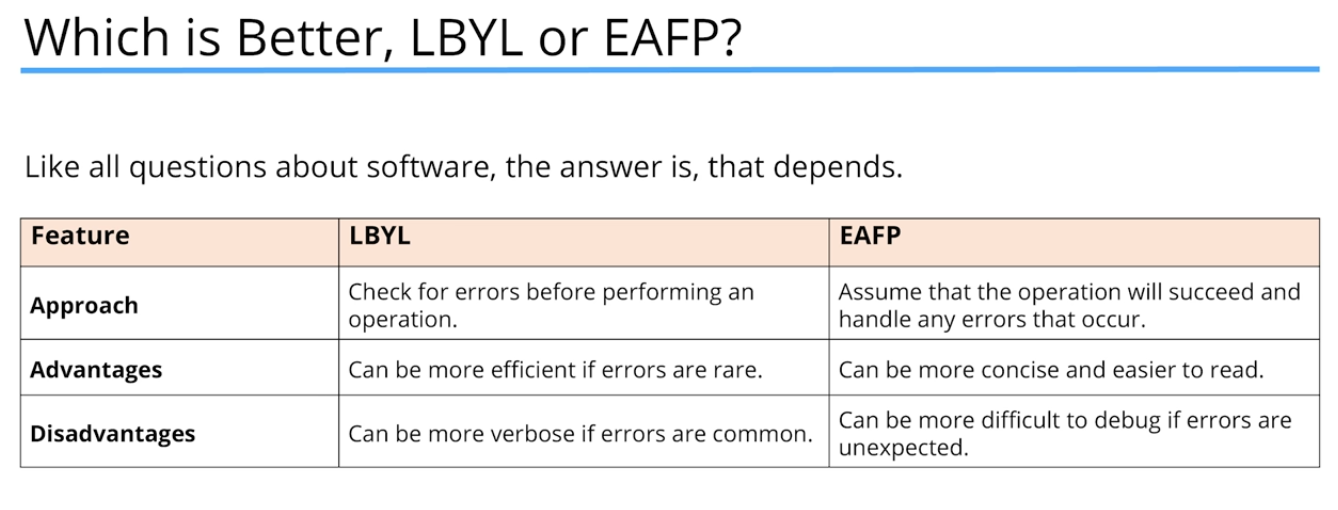 Which is Better, LBYL or EAFP?
Like all questions about software, the answer is, that depends.
Feature
LBYL
EAFP
Approach
Check for errors before performing an
operation.
Assume that the operation will succeed and
handle any errors that occur.
Advantages
Can be more efficient if errors are rare.
Can be more concise and easier to read.
Disadvantages
Can be more verbose if errors are common.
Can be more difficult to debug if errors are
unexpected.